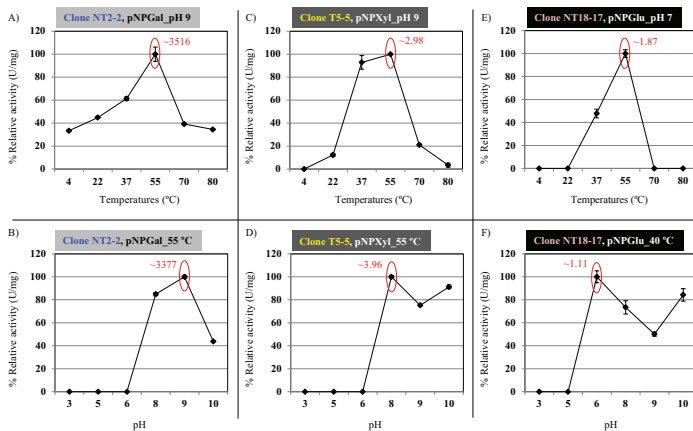 A)
Clone NT2-2, pNPGal_pH 9
% Relative activity (U/mg)
120
100
80
60
40
20
0
~3516
4 22 37 55 70 80
Temperatures (ºC)
C)
Clone T5-5, pNPXyl_pH 9
% Relative activity (U/mg)
120
100
80
60
40
20
0
~2.98
4 22 37 55 70 80
Temperatures (ºC)
E)
Clone NT18-17, pNPGlu_pH 7
% Relative activity (U/mg)
120
100
80
60
40
20
0
~1.87
4 22 37 55 70 80
Temperatures (ºC)
B)
Clone NT2-2, pNPGal_55 ºC
% Relative activity (U/mg)
120
100
80
60
40
20
0
~3377
3 5 6 8 9 10
pH
D)
Clone T5-5, pNPXyl_55 ºC
% Relative activity (U/mg)
120
100
80
60
40
20
0
~3.96
3 5 6 8 9 10
pH
F)
Clone NT18-17, pNPGlu_40 ºC
% Relative activity (U/mg)
120
100
80
60
40
20
0
~1.11
3 5 6 8 9 10
pH